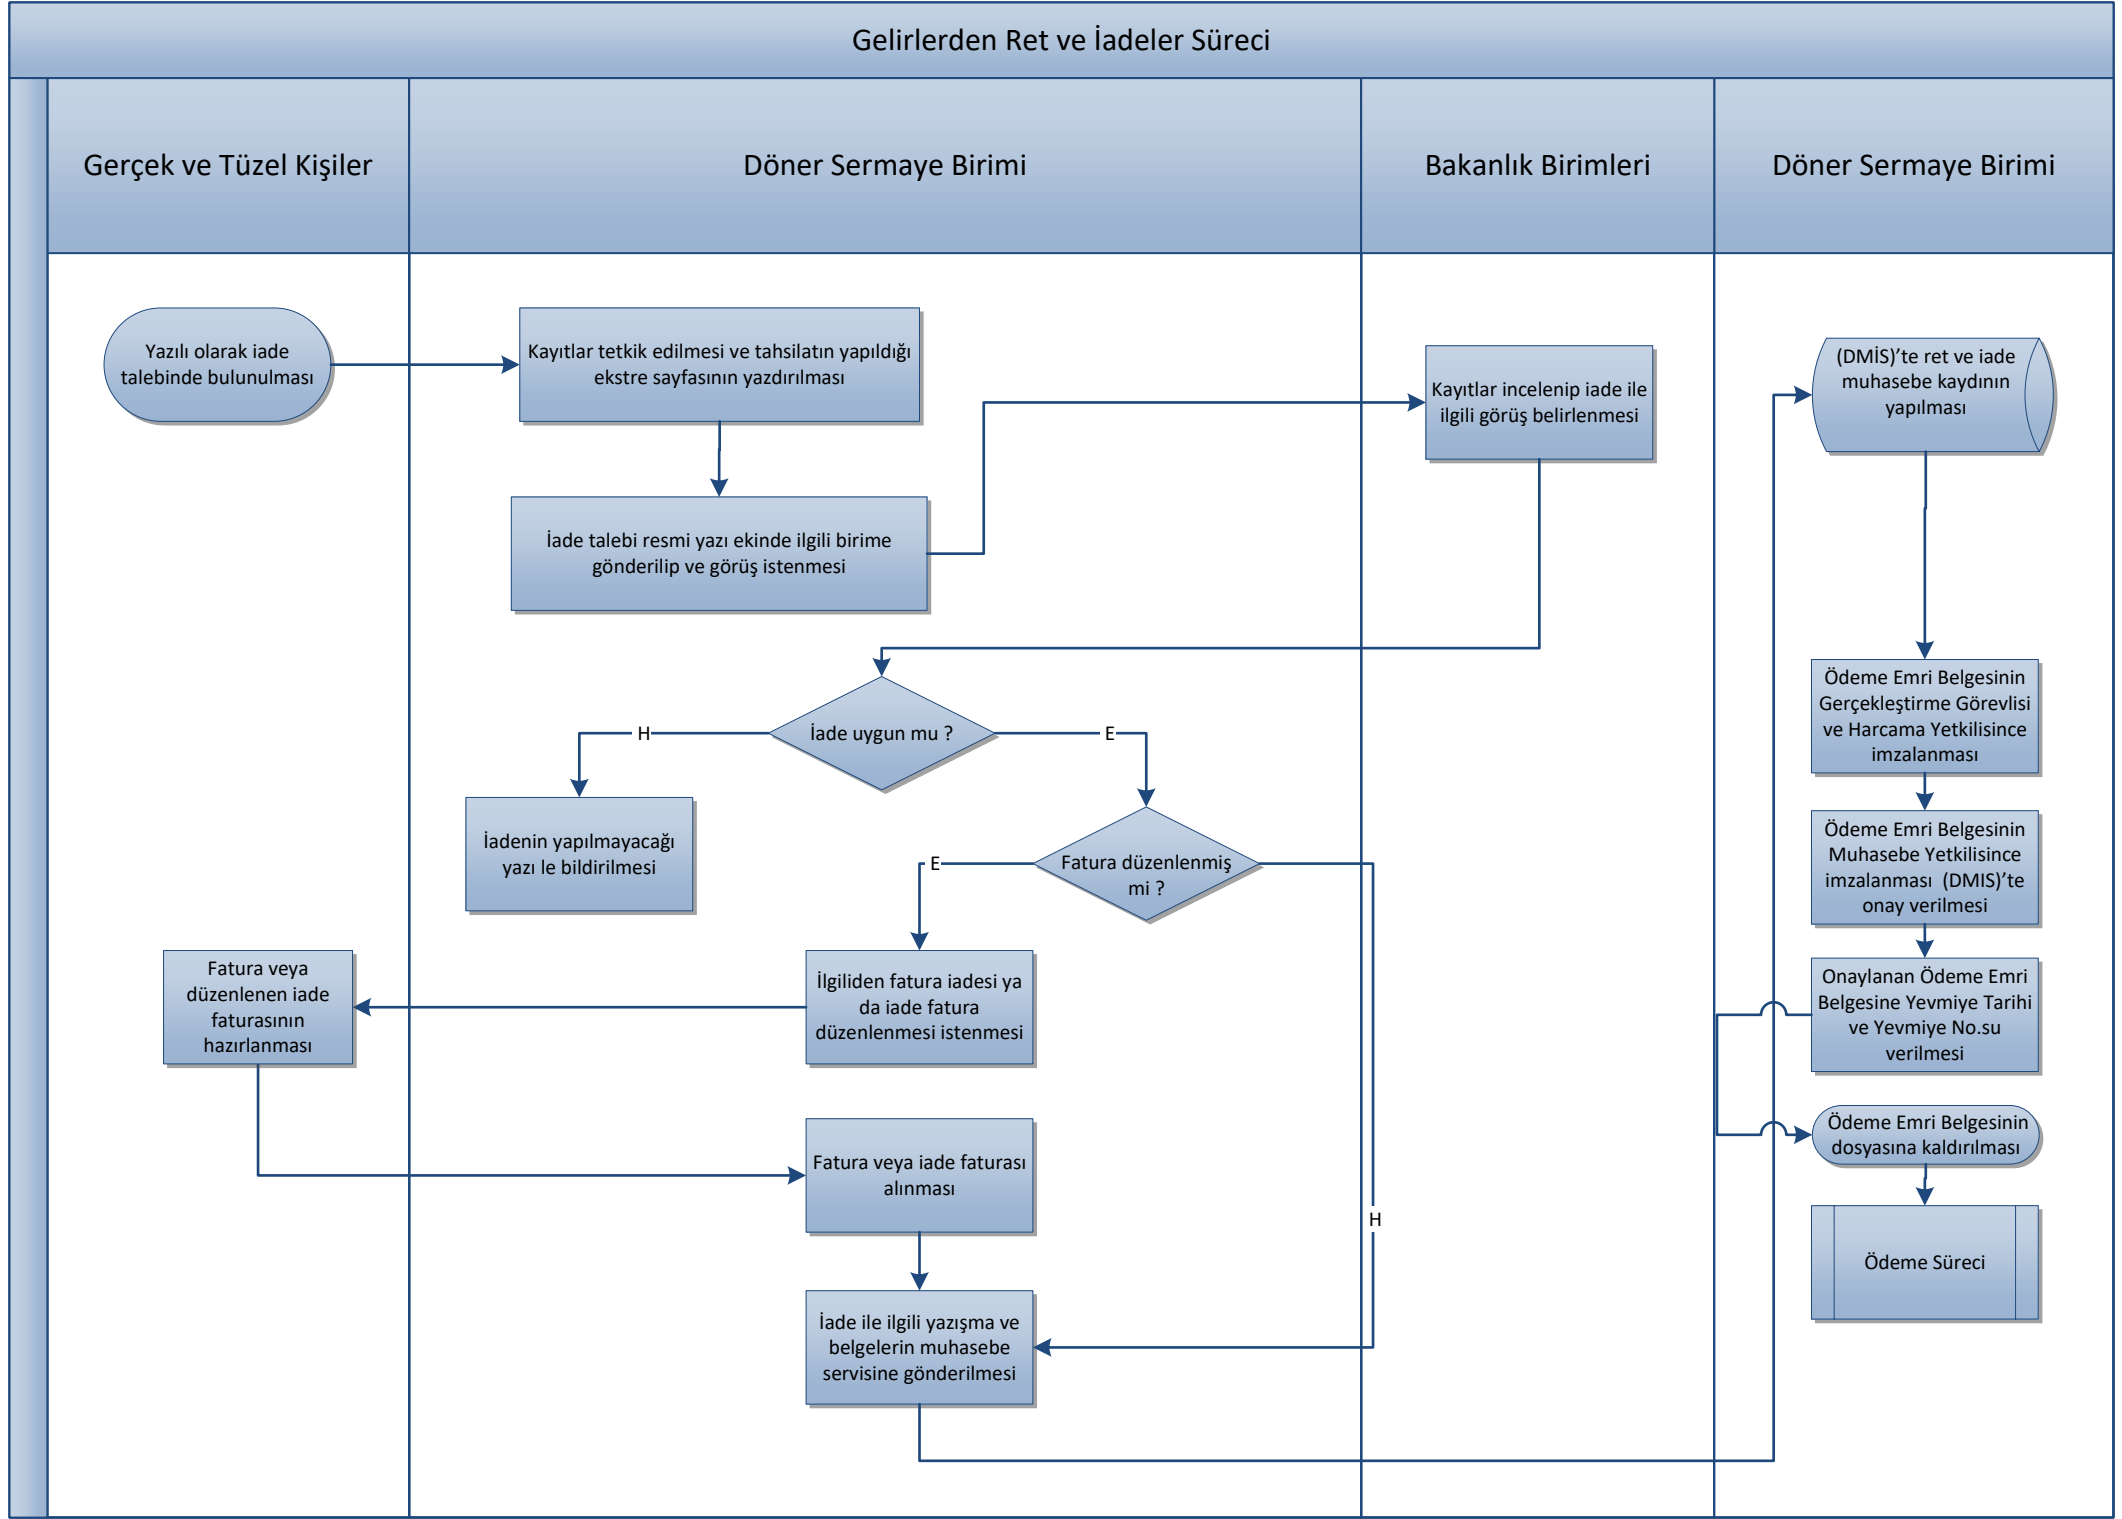 Gelirlerden Ret ve İadeler Süreci
Gerçek ve Tüzel Kişiler
Döner Sermaye Birimi
Bakanlık Birimleri
Döner Sermaye Birimi
Yazılı olarak iade
talebinde bulunulması
Kayıtlar tetkik edilmesi ve tahsilatın yapıldığı
ekstre sayfasının yazdırılması
İade talebi resmi yazı ekinde ilgili birime
gönderilip ve görüş istenmesi
Kayıtlar incelenip iade ile
ilgili görüş belirlenmesi
İade uygun mu ?
H
E
İadenin yapılmayacağı
yazı le bildirilmesi
Fatura düzenlenmiş
mi ?
E
H
İlgiliden fatura iadesi ya
da iade fatura
düzenlenmesi istenmesi
Fatura veya
düzenlenen iade
faturasının
hazırlanması
Fatura veya iade faturası
alınması
İade ile ilgili yazışma ve
belgelerin muhasebe
servisine gönderilmesi
(DMİS)’te ret ve iade
muhasebe kaydının
yapılması
Ödeme Emri Belgesinin
Gerçekleştirme Görevlisi
ve Harcama Yetkilisince
imzalanması
Ödeme Emri Belgesinin
Muhasebe Yetkilisince
imzalanması (DMIS)’te
onay verilmesi
Onaylanan Ödeme Emri
Belgesine Yevmiye Tarihi
ve Yevmiye No.su
verilmesi
Ödeme Emri Belgesinin
dosyasına kaldırılması
Ödeme Süreci